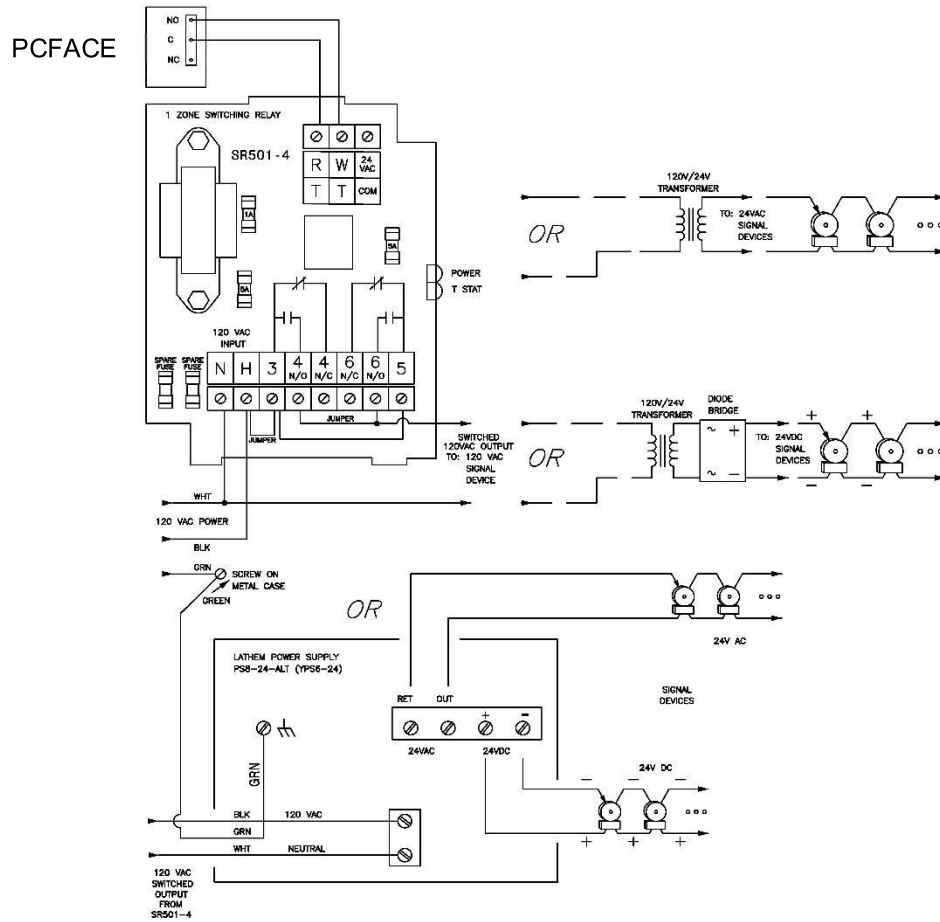 PCFACE
NO
C
NC
1 ZONE SWITCHING RELAY
SR501-4
R W 24 VAC
T T COM
1A
5A
5A
POWER
T STAT
120 VAC
INPUT
SPARE
FUSE
SPARE
FUSE
N H 3 4 N/O 4 N/C 6 N/C 6 N/O 5
JUMPER
JUMPER
SWITCHED
120VAC OUTPUT
TO: 120 VAC
SIGNAL
DEVICE
WHT
120 VAC POWER
BLK
GRN
SCREW ON
METAL CASE
GREEN
OR
120V/24V
TRANSFORMER
TO: 24VAC
SIGNAL
DEVICES
OR
120V/24V
TRANSFORMER
DIODE
BRIDGE
~ +
~ −
TO: 24VDC
SIGNAL
DEVICES
+ +
− −
OR
LATHEM POWER SUPPLY
PS8-24-ALT (YPS6-24)
RET OUT
+ −
24VAC 24VDC
24V AC
SIGNAL
DEVICES
24V DC
− − −
+ + +
GRN
BLK 120 VAC
GRN
WHT NEUTRAL
120 VAC
SWITCHED
OUTPUT
FROM
SR501-4